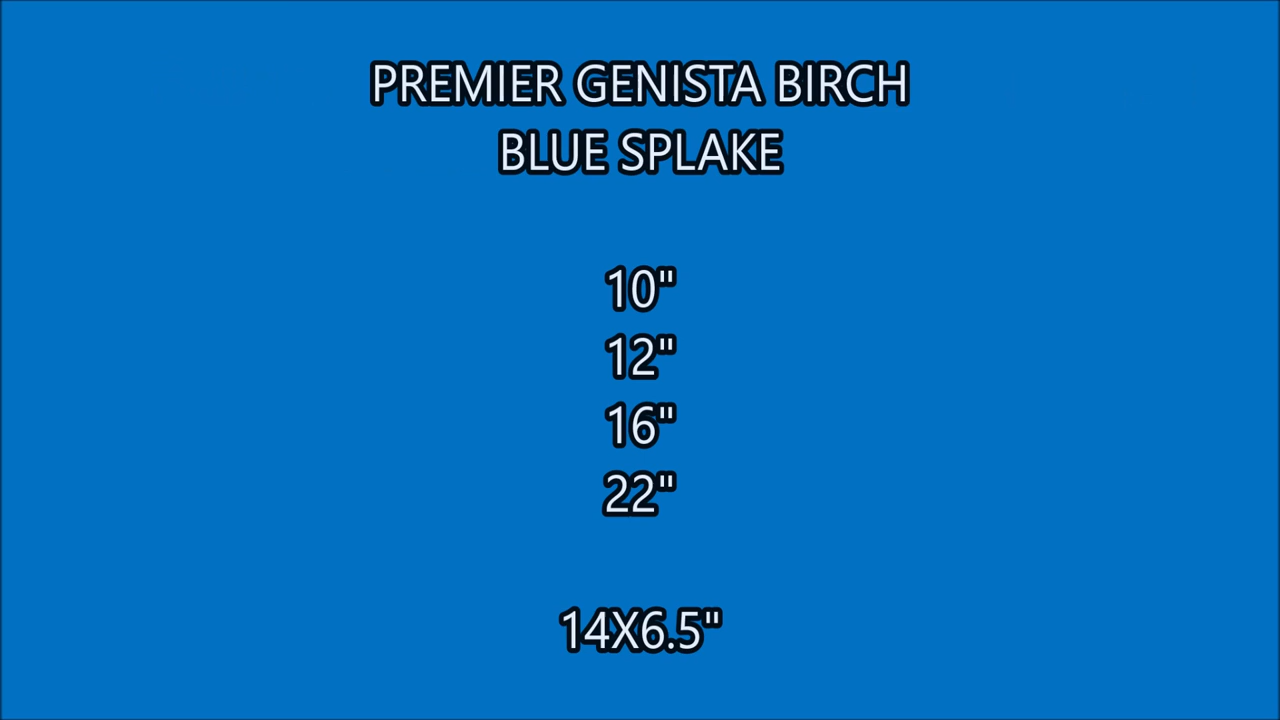 PREMIER GENISTA BIRCH
BLUE SPLAKE
10"
12"
16"
22"
14X6.5"